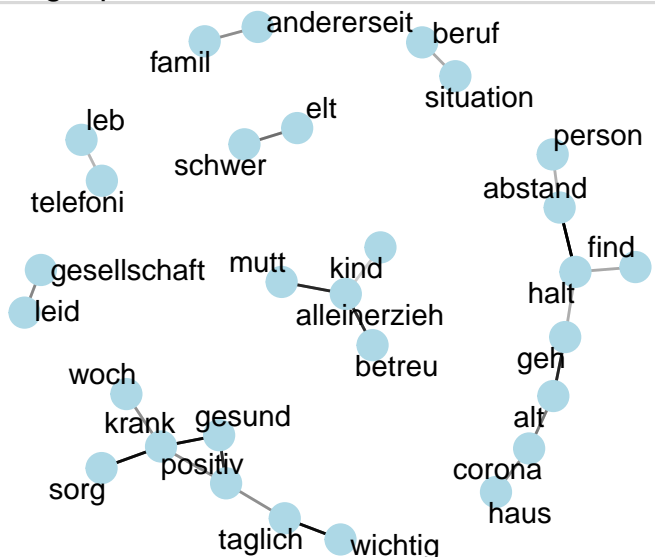 andererseit
beruf
famil
situation
elt
leb
schwer
person
telefoni
abstand
find
mutt
kind
gesellschaft
halt
leid
alleinerzieh
betreu
geh
woch
krank
gesund
alt
positiv
corona
sorg
haus
taglich
wichtig